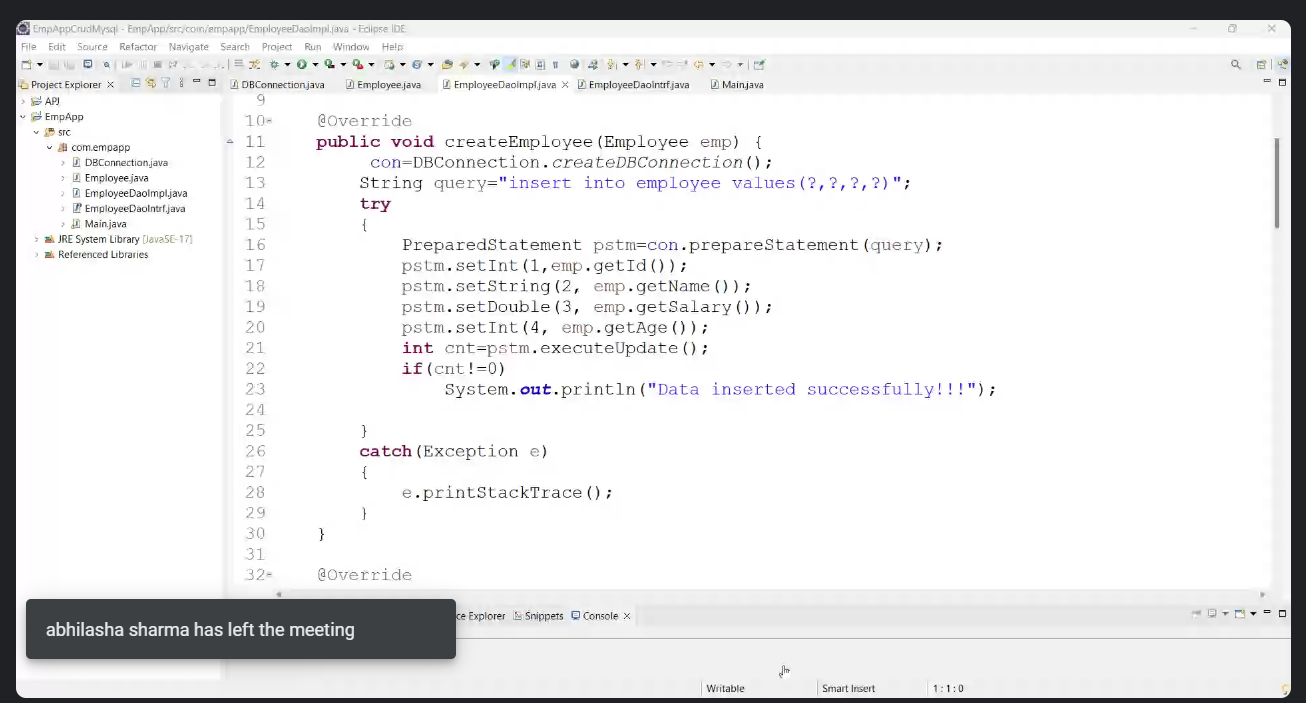 EmpAppCrudMysql - EmpApp/src/com/empapp/EmployeeDaoImpl.java - Eclipse IDE
File Edit Source Refactor Navigate Search Project Run Window Help
Project Explorer
DBConnection.java Employee.java EmployeeDaoImpl.java EmployeeDaoIntrf.java Main.java
APJ
EmpApp
src
com.empapp
DBConnection.java
Employee.java
EmployeeDaoImpl.java
EmployeeDaoIntrf.java
Main.java
JRE System Library [JavaSE-17]
Referenced Libraries
9
10 @Override
11 public void createEmployee(Employee emp) {
12 con=DBConnection.createDBConnection();
13 String query="insert into employee values(?,?,?,?)";
14 try
15 {
16 PreparedStatement pstm=con.prepareStatement(query);
17 pstm.setInt(1,emp.getId());
18 pstm.setString(2, emp.getName());
19 pstm.setDouble(3, emp.getSalary());
20 pstm.setInt(4, emp.getAge());
21 int cnt=pstm.executeUpdate();
22 if(cnt!=0)
23 System.out.println("Data inserted successfully!!!");
24
25 }
26 catch(Exception e)
27 {
28 e.printStackTrace();
29 }
30 }
31
32 @Override
ce Explorer Snippets Console
abhilasha sharma has left the meeting
Writable Smart Insert 1 : 1 : 0